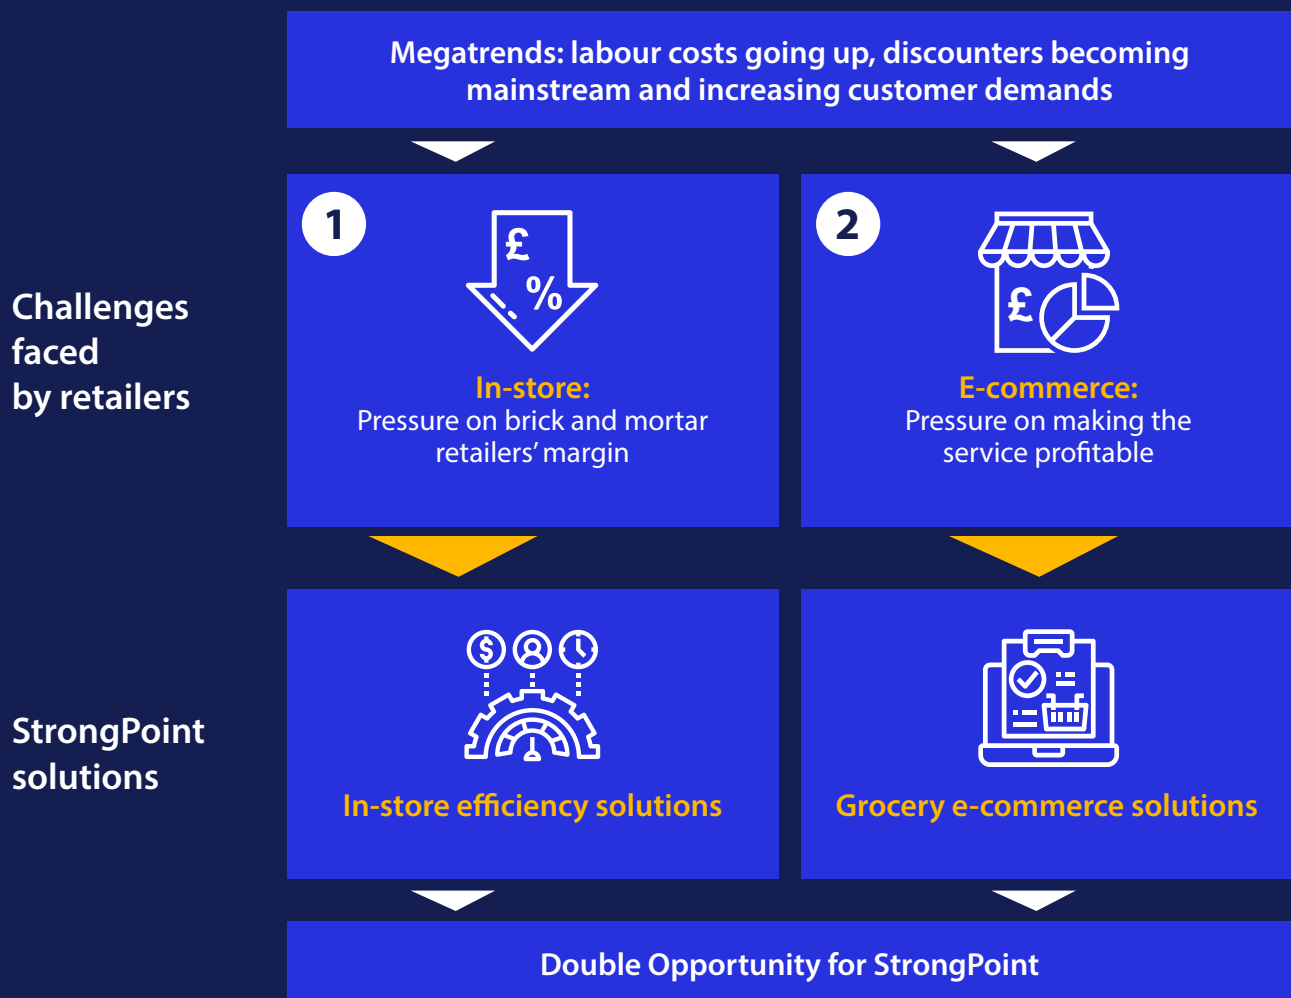 Megatrends: labour costs going up, discounters becoming
mainstream and increasing customer demands
Challenges
faced
by retailers
1
£
%
In-store:
Pressure on brick and mortar
retailers’ margin
2
£
E-commerce:
Pressure on making the
service profitable
StrongPoint
solutions
$
In-store efficiency solutions
Grocery e-commerce solutions
Double Opportunity for StrongPoint